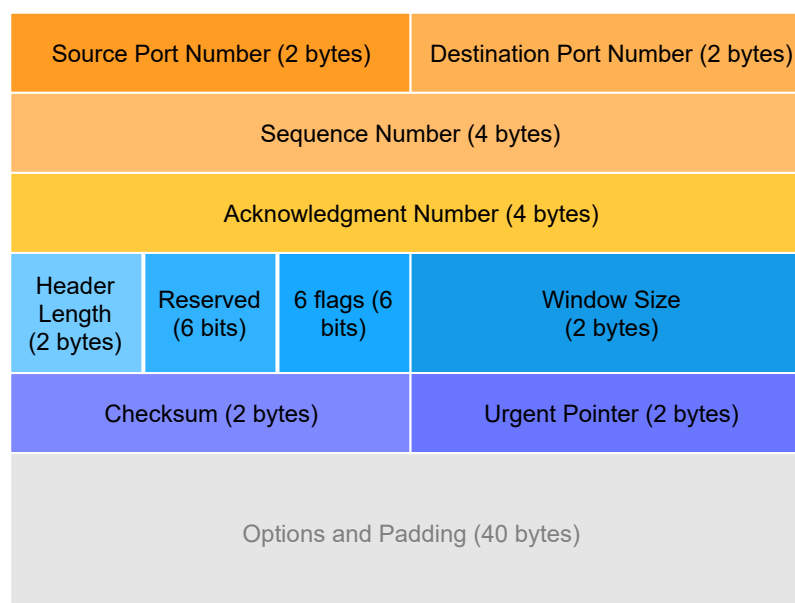 Source Port Number (2 bytes)
Destination Port Number (2 bytes)
Sequence Number (4 bytes)
Acknowledgment Number (4 bytes)
Header
Length
(2 bytes)
Reserved
(6 bits)
6 flags (6
bits)
Window Size
(2 bytes)
Checksum (2 bytes)
Urgent Pointer (2 bytes)
Options and Padding (40 bytes)